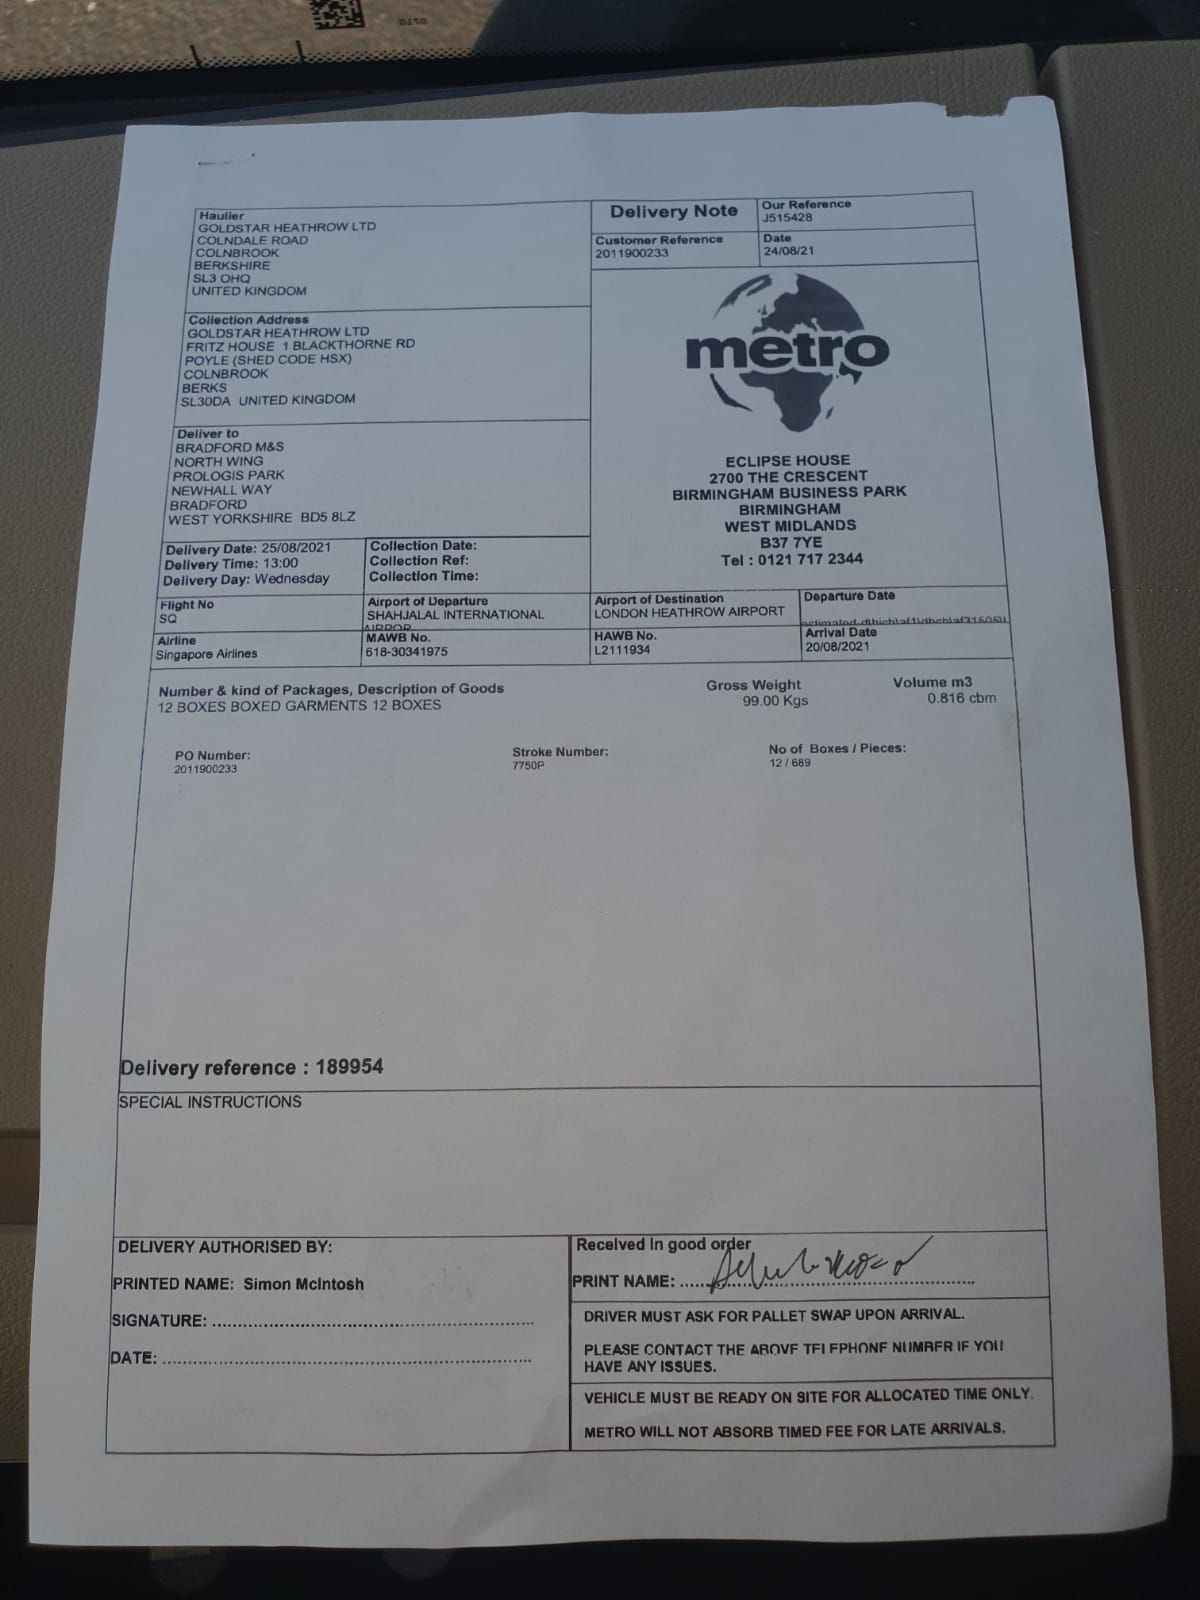 0210
Haulier
GOLDSTAR HEATHROW LTD
COLNDALE ROAD
COLNBROOK
BERKSHIRE
SL3 OHQ
UNITED KINGDOM
Delivery Note
Our Reference
J515428
Customer Reference
2011900233
Date
24/08/21
Collection Address
GOLDSTAR HEATHROW LTD
FRITZ HOUSE 1 BLACKTHORNE RD
POYLE (SHED CODE HSX)
COLNBROOK
BERKS
SL30DA UNITED KINGDOM
metro
Deliver to
BRADFORD M&S
NORTH WING
PROLOGIS PARK
NEWHALL WAY
BRADFORD
WEST YORKSHIRE BD5 8LZ
ECLIPSE HOUSE
2700 THE CRESCENT
BIRMINGHAM BUSINESS PARK
BIRMINGHAM
WEST MIDLANDS
B37 7YE
Tel : 0121 717 2344
Delivery Date: 25/08/2021
Delivery Time: 13:00
Delivery Day: Wednesday
Collection Date:
Collection Ref:
Collection Time:
Flight No
SQ
Airport of Departure
SHAHJALAL INTERNATIONAL
Airport of Destination
LONDON HEATHROW AIRPORT
Departure Date
Airline
Singapore Airlines
MAWB No.
618-30341975
HAWB No.
L2111934
Arrival Date
20/08/2021
Number & kind of Packages, Description of Goods
12 BOXES BOXED GARMENTS 12 BOXES
Gross Weight
99.00 Kgs
Volume m3
0.816 cbm
PO Number:
2011900233
Stroke Number:
7750P
No of Boxes / Pieces:
12 / 689
Delivery reference : 189954
SPECIAL INSTRUCTIONS
DELIVERY AUTHORISED BY:
PRINTED NAME: Simon McIntosh
SIGNATURE:
DATE:
Received In good order
PRINT NAME:
DRIVER MUST ASK FOR PALLET SWAP UPON ARRIVAL.
PLEASE CONTACT THE ABOVE TELEPHONE NUMBER IF YOU
HAVE ANY ISSUES.
VEHICLE MUST BE READY ON SITE FOR ALLOCATED TIME ONLY.
METRO WILL NOT ABSORB TIMED FEE FOR LATE ARRIVALS.